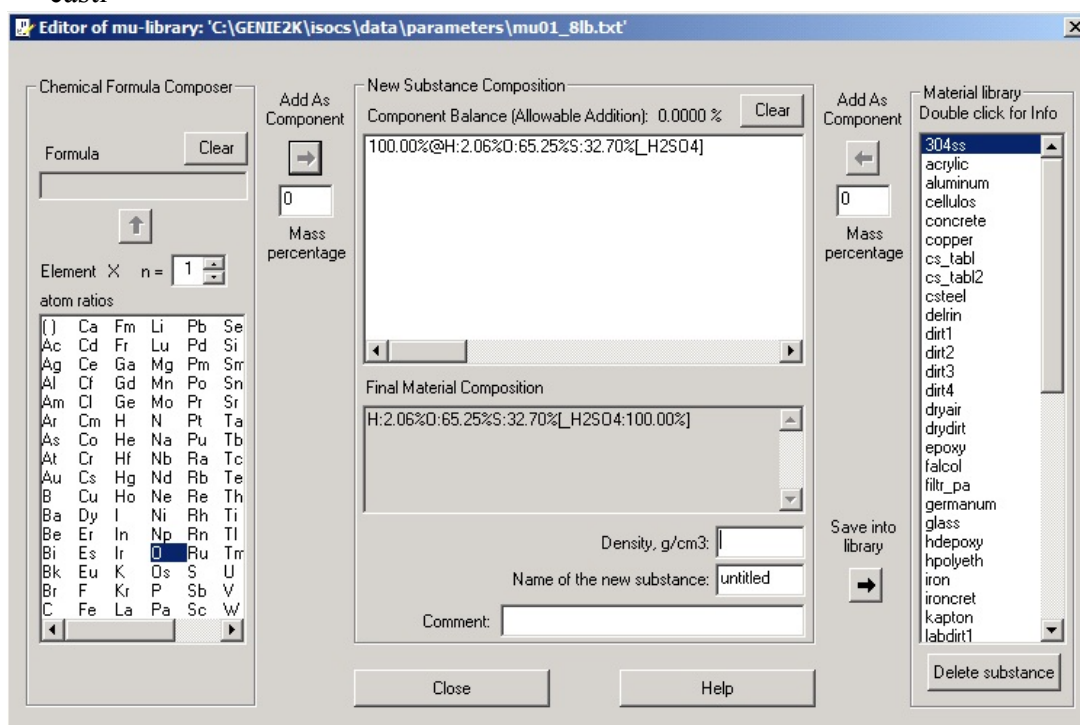 Editor of mu-library: 'C:\GENIE2K\isocs\data\parameters\mu01_8lb.txt'
Chemical Formula Composer
Formula
Clear
Element X n = 1
atom ratios
() Ca Fm Li Pb Se
Ac Cd Fr Lu Pd Si
Ag Ce Ga Mg Pm Sm
Al Cf Gd Mn Po Sn
Am Cl Ge Mo Pr Sr
Ar Cm H N Pt Ta
As Co He Na Pu Tb
At Cr Hf Nb Ra Tc
Au Cs Hg Nd Rb Te
B Cu Ho Ne Re Th
Ba Dy I Ni Rh Ti
Be Er In Np Rn Tl
Bi Es Ir O Ru Tm
Bk Eu K Os S U
Br F Kr P Sb V
C Fe La Pa Sc W
Add As
Component
0
Mass
percentage
New Substance Composition
Component Balance (Allowable Addition): 0.0000 %
Clear
100.00%@H:2.06%O:65.25%S:32.70%[_H2SO4]
Final Material Composition
H:2.06%O:65.25%S:32.70%[_H2SO4:100.00%]
Density, g/cm3:
Name of the new substance: untitled
Comment:
Close
Help
Add As
Component
0
Mass
percentage
Save into
library
Material library
Double click for Info
304ss
acrylic
aluminum
cellulos
concrete
copper
cs_tabl
cs_tabl2
csteel
delrin
dirt1
dirt2
dirt3
dirt4
dryair
drydirt
epoxy
falcol
filtr_pa
germanum
glass
hdepoxy
hpolyeth
iron
ironcret
kapton
labdirt1
Delete substance